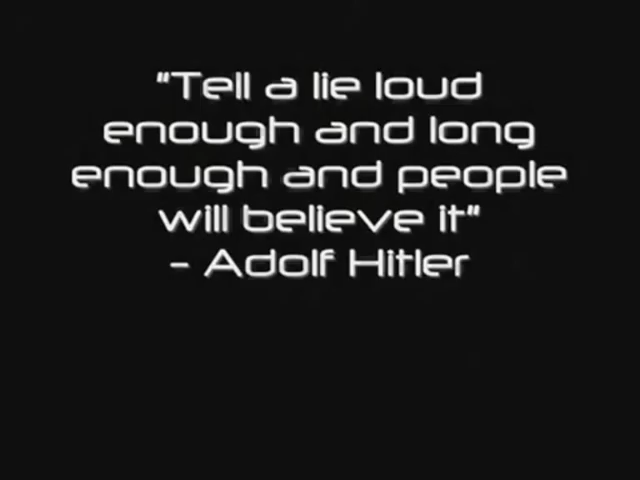 "Tell a lie loud
enough and long
enough and people
will believe it"
- Adolf Hitler